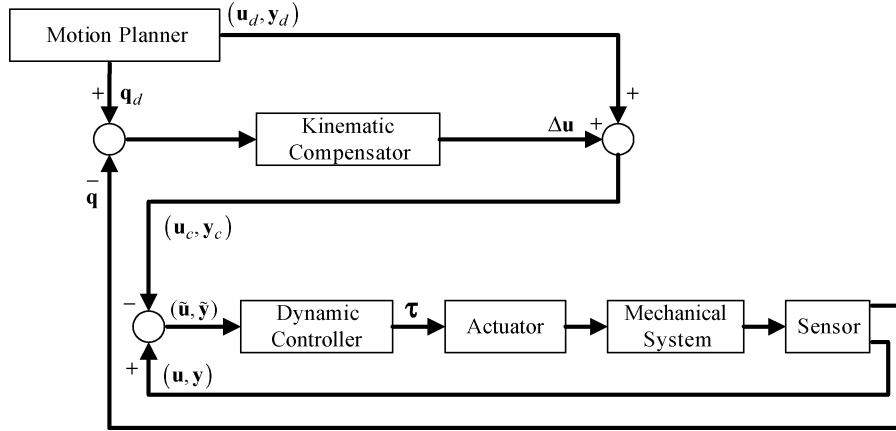 (u_d, y_d)
Motion Planner
+ q_d
+
Kinematic
Compensator
Δu +
−
q
(u_c, y_c)
−
(ũ, ỹ)
Dynamic
Controller
τ
Actuator
Mechanical
System
Sensor
+
(u, y)